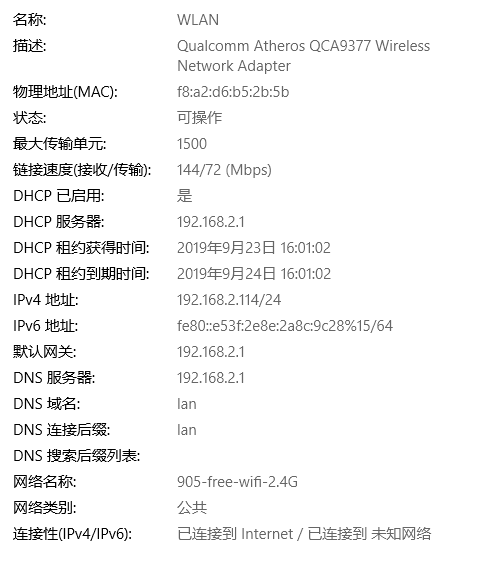 名称: WLAN
描述: Qualcomm Atheros QCA9377 Wireless
Network Adapter
物理地址(MAC): f8:a2:d6:b5:2b:5b
状态: 可操作
最大传输单元: 1500
链接速度(接收/传输): 144/72 (Mbps)
DHCP 已启用: 是
DHCP 服务器: 192.168.2.1
DHCP 租约获得时间: 2019年9月23日 16:01:02
DHCP 租约到期时间: 2019年9月24日 16:01:02
IPv4 地址: 192.168.2.114/24
IPv6 地址: fe80::e53f:2e8e:2a8c:9c28%15/64
默认网关: 192.168.2.1
DNS 服务器: 192.168.2.1
DNS 域名: lan
DNS 连接后缀: lan
DNS 搜索后缀列表:
网络名称: 905-free-wifi-2.4G
网络类别: 公共
连接性(IPv4/IPv6): 已连接到 Internet / 已连接到 未知网络